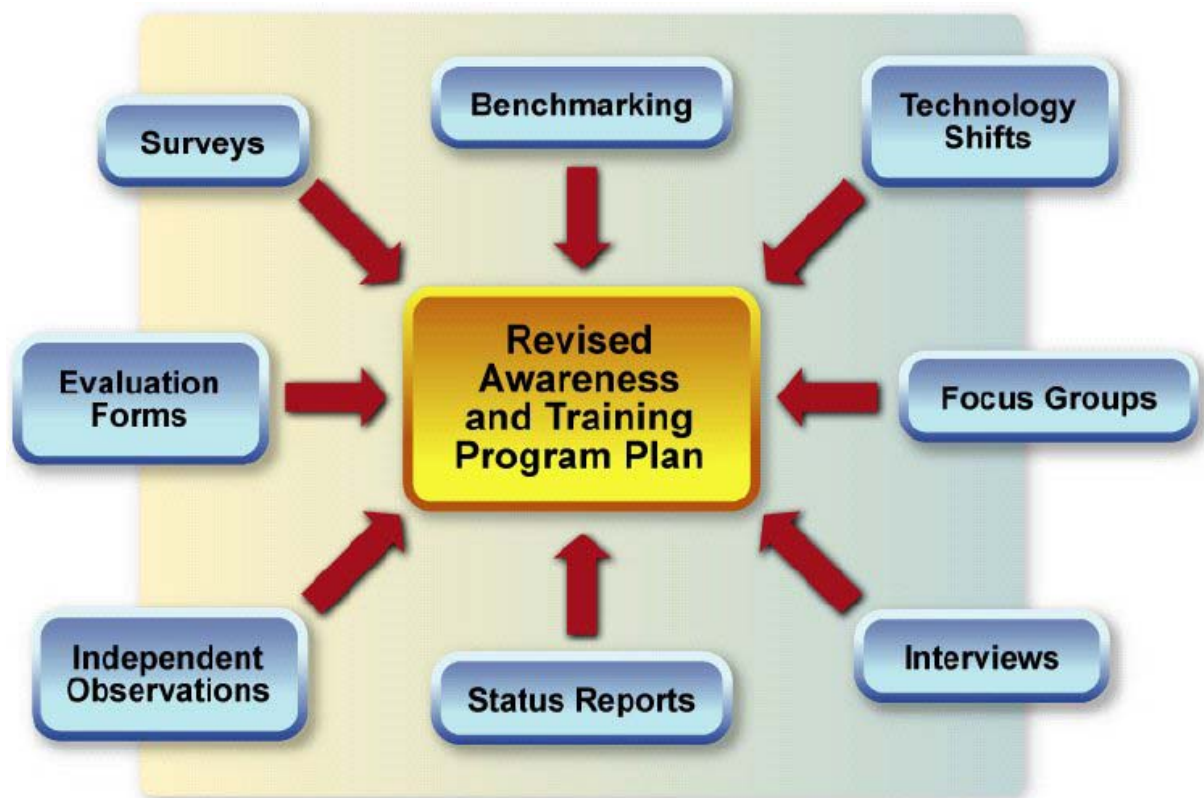 Benchmarking
Technology
Shifts
Surveys
Revised
Awareness
and Training
Program Plan
Evaluation
Forms
Focus Groups
Independent
Observations
Status Reports
Interviews